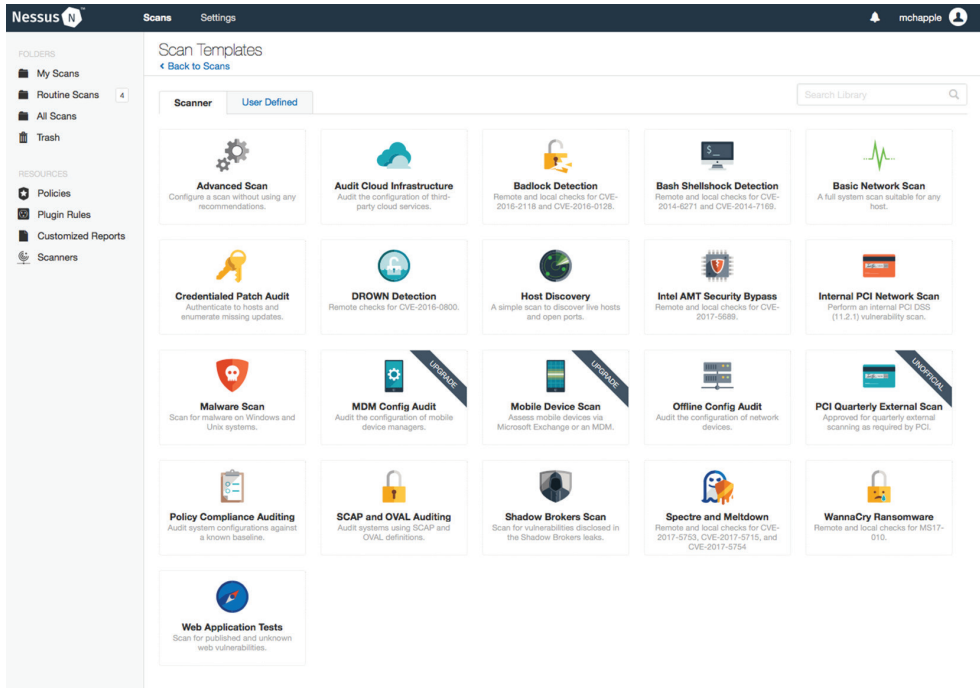 Nessus N ™ Scans Settings mchapple
FOLDERS
My Scans
Routine Scans 4
All Scans
Trash
RESOURCES
Policies
Plugin Rules
Customized Reports
Scanners
Scan Templates
< Back to Scans
Scanner User Defined Search Library
Advanced Scan
Configure a scan without using any
recommendations.
Audit Cloud Infrastructure
Audit the configuration of third-
party cloud services.
Badlock Detection
Remote and local checks for CVE-
2016-2118 and CVE-2016-0128.
Bash Shellshock Detection
Remote and local checks for CVE-
2014-6271 and CVE-2014-7169.
Basic Network Scan
A full system scan suitable for any
host.
Credentialed Patch Audit
Authenticate to hosts and
enumerate missing updates.
DROWN Detection
Remote checks for CVE-2016-0800.
Host Discovery
A simple scan to discover live hosts
and open ports.
Intel AMT Security Bypass
Remote and local checks for CVE-
2017-5689.
Internal PCI Network Scan
Perform an internal PCI DSS
(11.2.1) vulnerability scan.
Malware Scan
Scan for malware on Windows and
Unix systems.
UPGRADE
MDM Config Audit
Audit the configuration of mobile
device managers.
UPGRADE
Mobile Device Scan
Assess mobile devices via
Microsoft Exchange or an MDM.
Offline Config Audit
Audit the configuration of network
devices.
UNOFFICIAL
PCI Quarterly External Scan
Approved for quarterly external
scanning as required by PCI.
Policy Compliance Auditing
Audit system configurations against
a known baseline.
SCAP and OVAL Auditing
Audit systems using SCAP and
OVAL definitions.
Shadow Brokers Scan
Scan for vulnerabilities disclosed in
the Shadow Brokers leaks.
Spectre and Meltdown
Remote and local checks for CVE-
2017-5753, CVE-2017-5715, and
CVE-2017-5754
WannaCry Ransomware
Remote and local checks for MS17-
010.
Web Application Tests
Scan for published and unknown
web vulnerabilities.